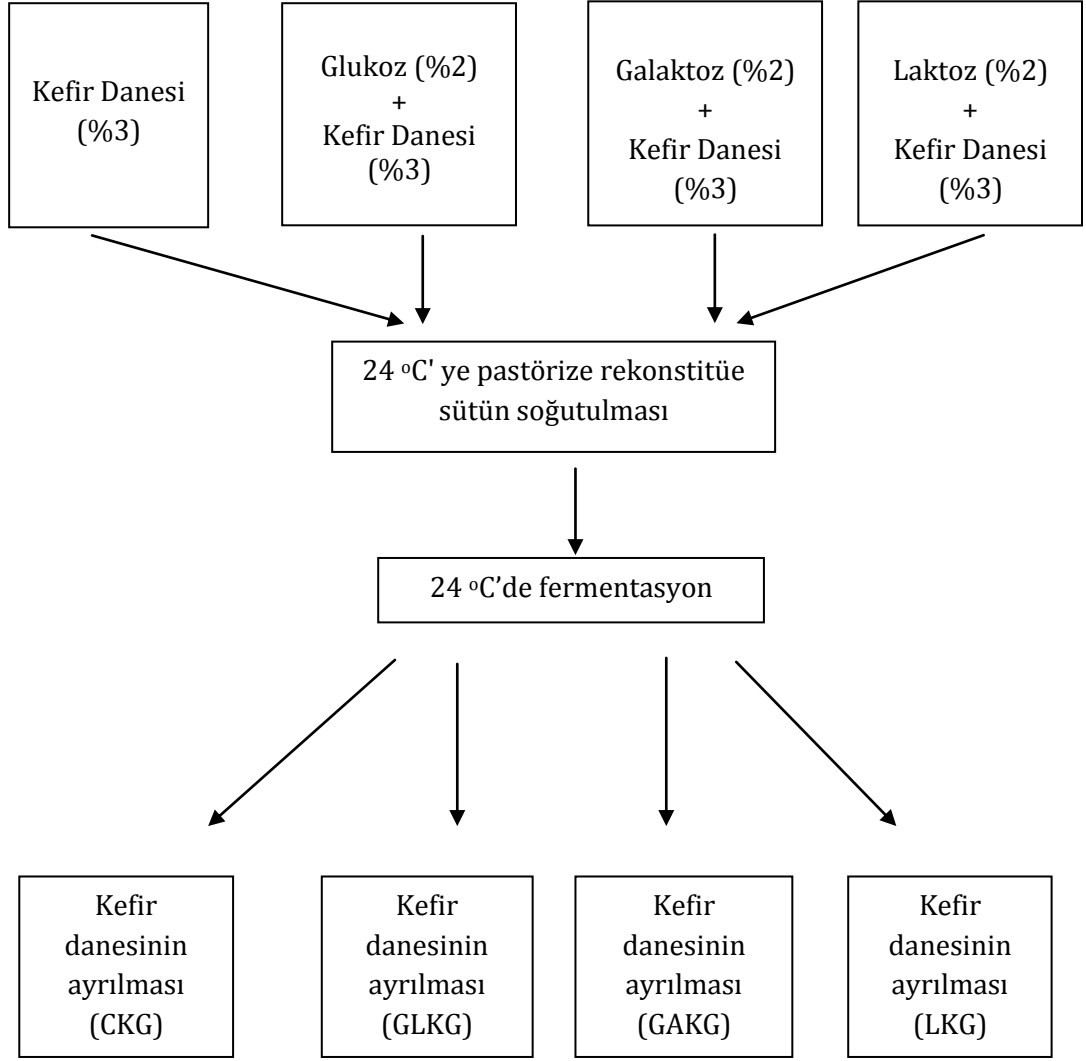 Kefir Danesi
(%3)
Glukoz (%2)
+
Kefir Danesi
(%3)
Galaktoz (%2)
+
Kefir Danesi
(%3)
Laktoz (%2)
+
Kefir Danesi
(%3)
24 ᵒC' ye pastörize rekonstitüe
sütün soğutulması
24 ᵒC’de fermentasyon
Kefir
danesinin
ayrılması
(CKG)
Kefir
danesinin
ayrılması
(GLKG)
Kefir
danesinin
ayrılması
(GAKG)
Kefir
danesinin
ayrılması
(LKG)